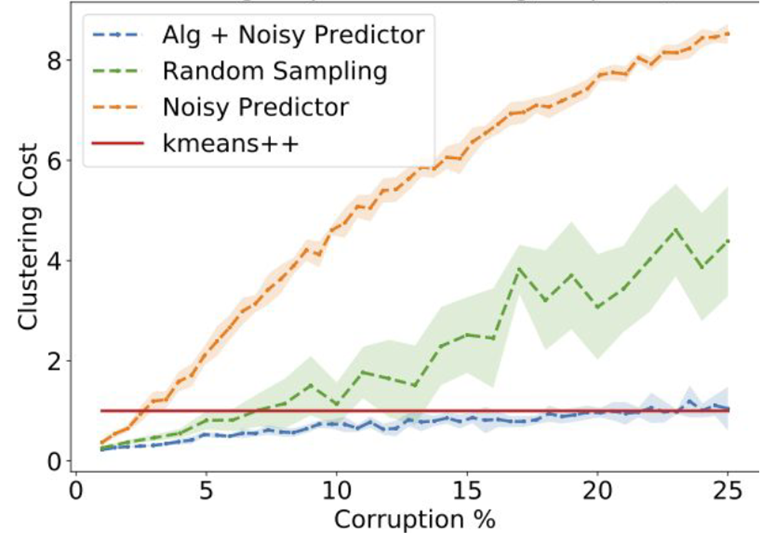 Alg + Noisy Predictor
Random Sampling
Noisy Predictor
kmeans++
Clustering Cost
8
6
4
2
0
0 5 10 15 20 25
Corruption %